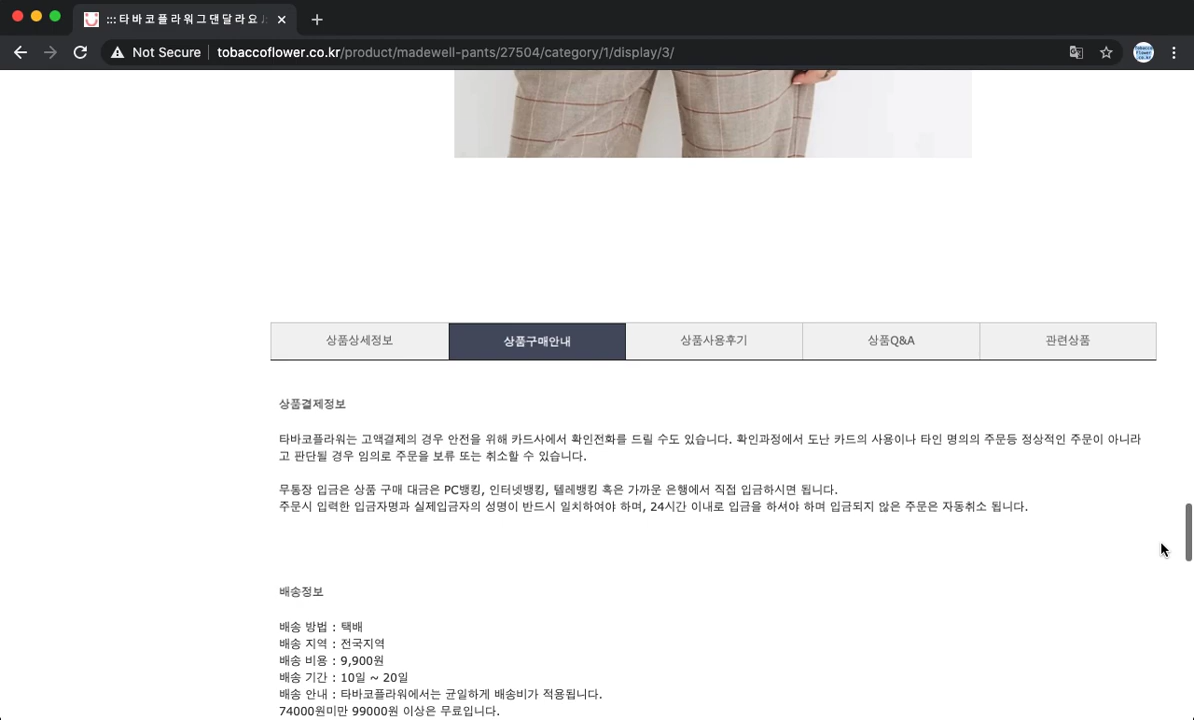 :::타바코플라워그댄달라요
Not Secure tobaccoflower.co.kr/product/madewell-pants/27504/category/1/display/3/
상품상세정보 상품구매안내 상품사용후기 상품Q&A 관련상품
상품결제정보
타바코플라워는 고액결제의 경우 안전을 위해 카드사에서 확인전화를 드릴 수도 있습니다. 확인과정에서 도난 카드의 사용이나 타인 명의의 주문등 정상적인 주문이 아니라
고 판단될 경우 임의로 주문을 보류 또는 취소할 수 있습니다.
무통장 입금은 상품 구매 대금은 PC뱅킹, 인터넷뱅킹, 텔레뱅킹 혹은 가까운 은행에서 직접 입금하시면 됩니다.
주문시 입력한 입금자명과 실제입금자의 성명이 반드시 일치하여야 하며, 24시간 이내로 입금을 하셔야 하며 입금되지 않은 주문은 자동취소 됩니다.
배송정보
배송 방법 : 택배
배송 지역 : 전국지역
배송 비용 : 9,900원
배송 기간 : 10일 ~ 20일
배송 안내 : 타바코플라워에서는 균일하게 배송비가 적용됩니다.
74000원미만 99000원 이상은 무료입니다.